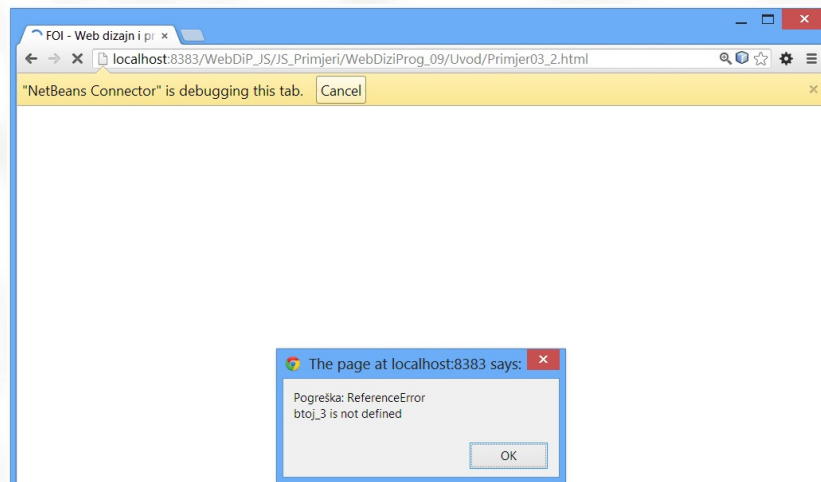 FOI - Web dizajn i pr
localhost:8383/WebDiP_JS/JS_Primjeri/WebDiziProg_09/Uvod/Primjer03_2.html
"NetBeans Connector" is debugging this tab. Cancel
The page at localhost:8383 says:
Pogreška: ReferenceError
btoj_3 is not defined
OK